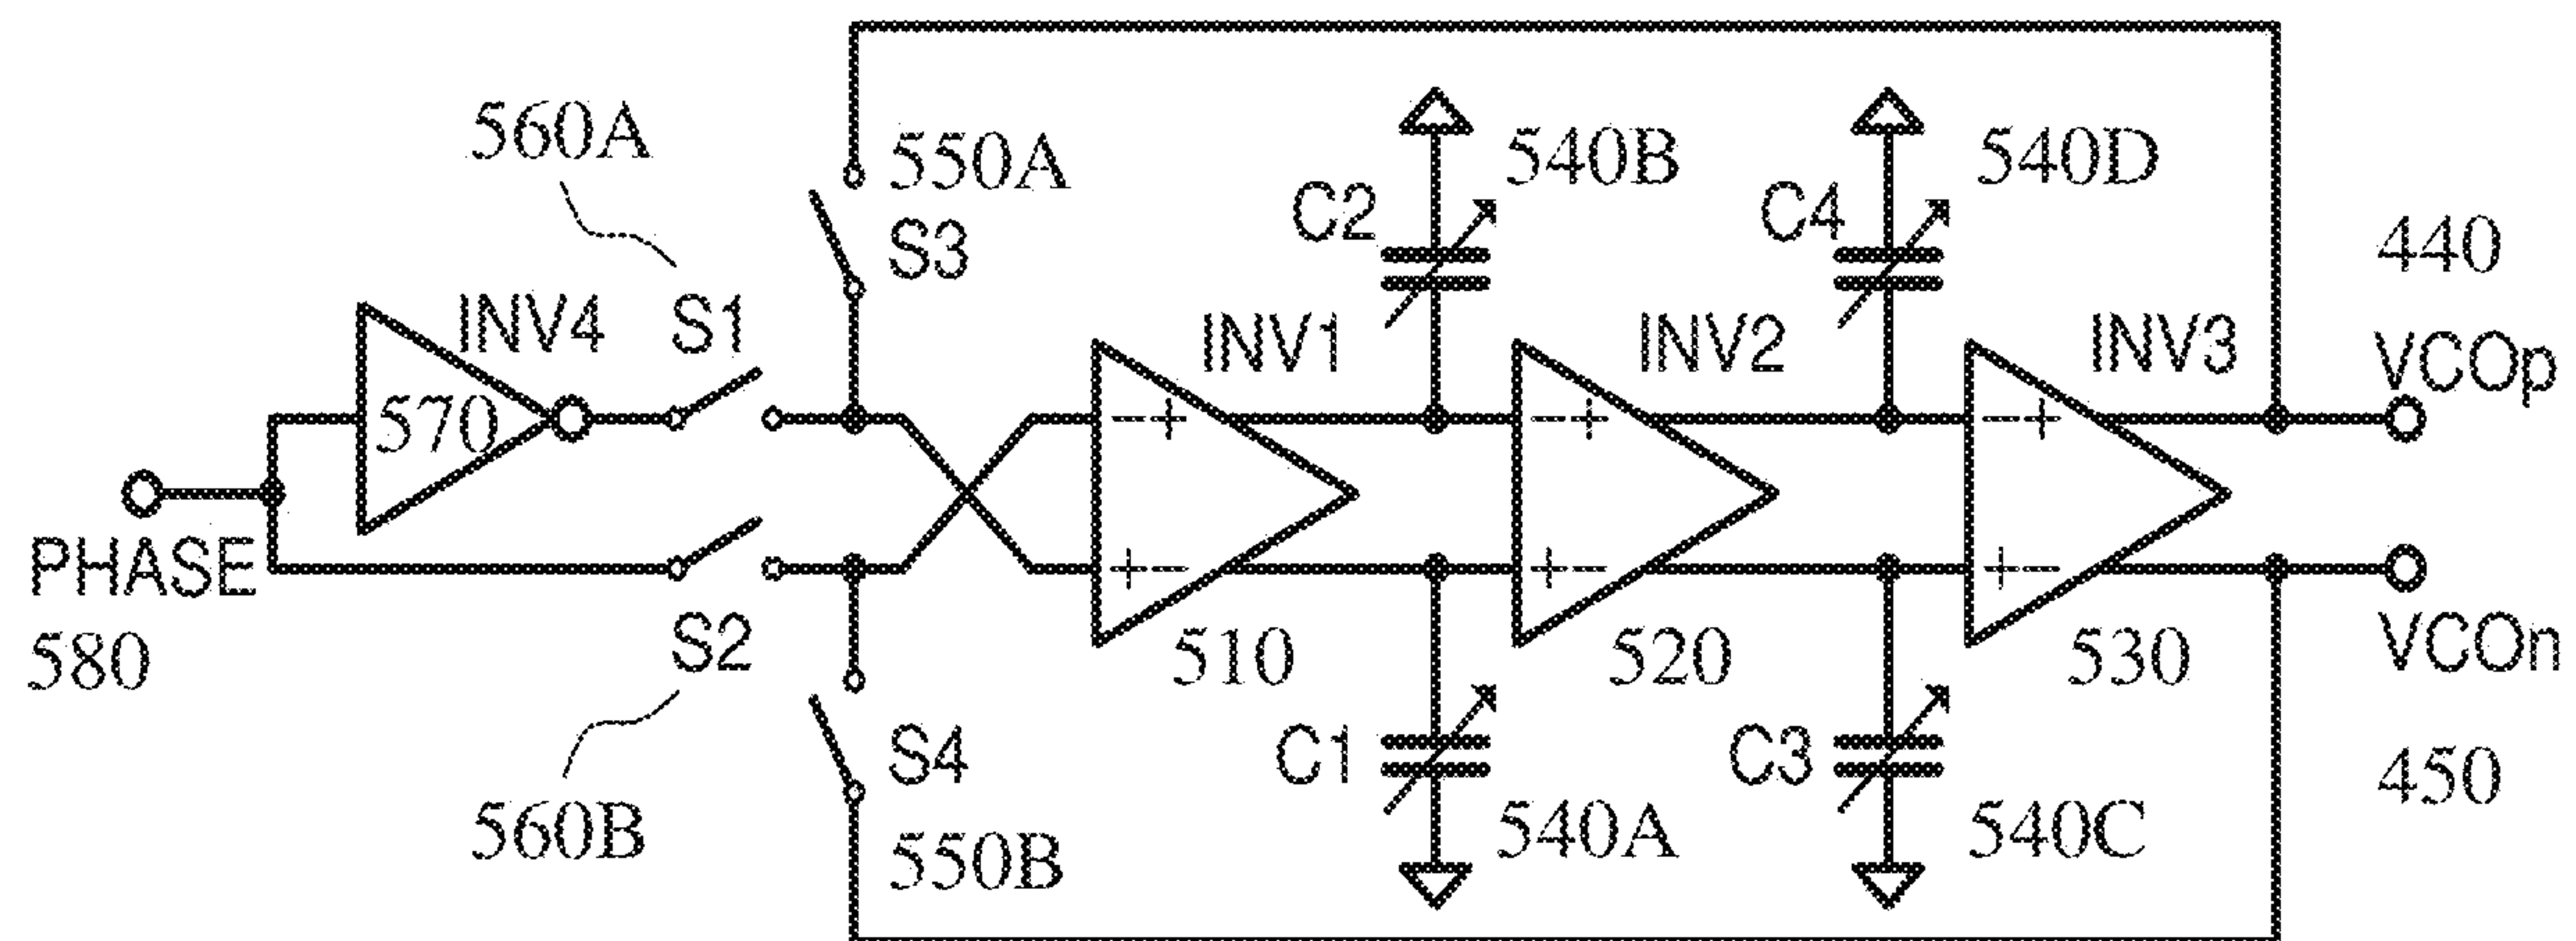 560A
550A
540B
540D
C2
C4
S3
440
INV4
S1
INV1
INV2
INV3
VCOp
570
-+
-+
-+
PHASE
+-
+-
+-
580
S2
510
520
530
VCOn
S4
C1
C3
450
560B
550B
540A
540C